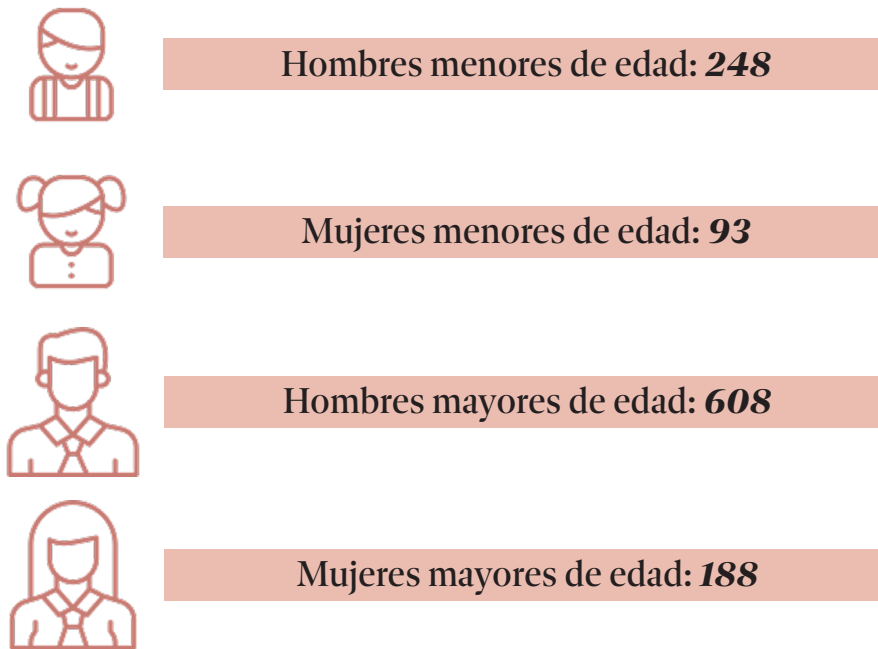 Hombres menores de edad: 248
Mujeres menores de edad: 93
Hombres mayores de edad: 608
Mujeres mayores de edad: 188